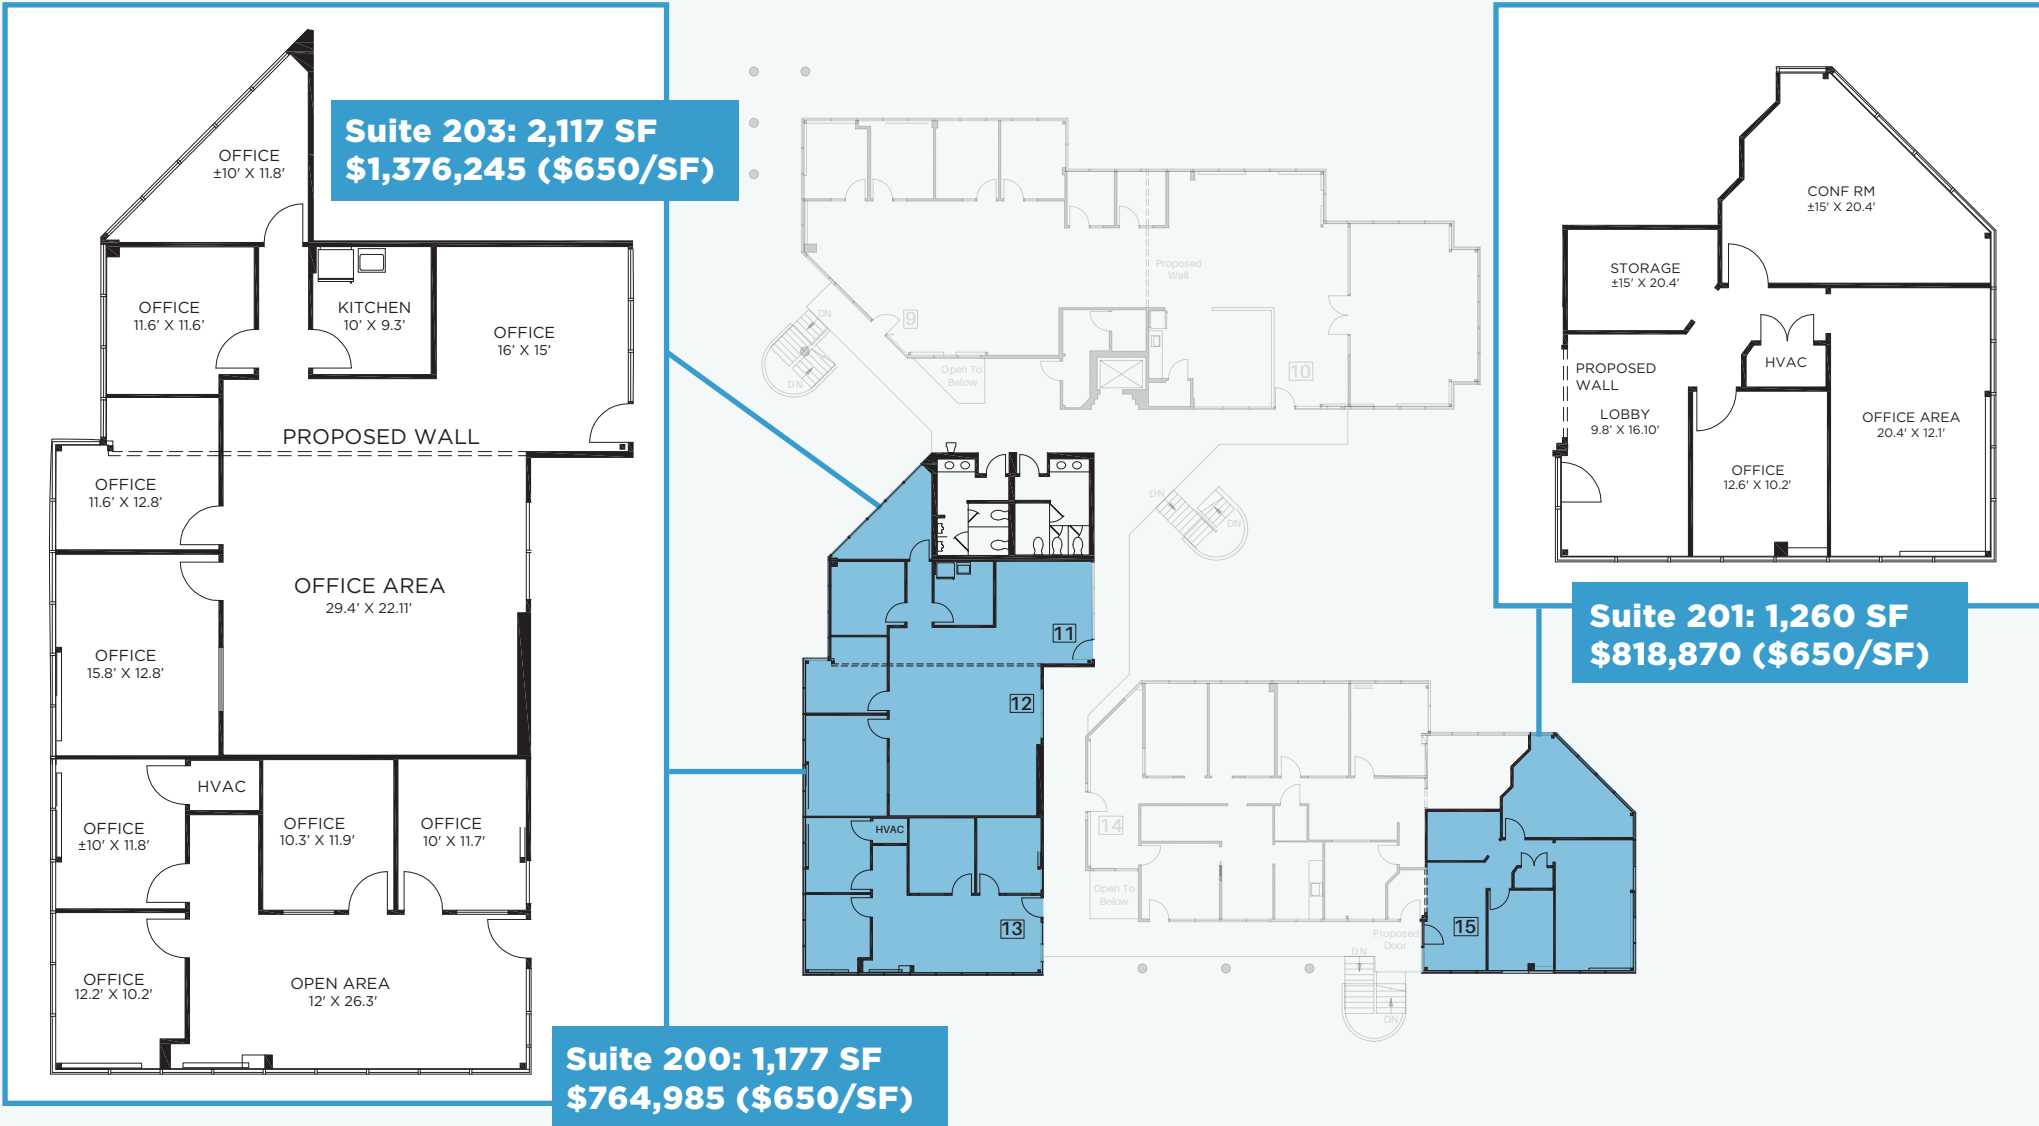 Suite 203: 2,117 SF
$1,376,245 ($650/SF)
OFFICE
±10' X 11.8'
OFFICE
11.6' X 11.6'
KITCHEN
10' X 9.3'
OFFICE
16' X 15'
PROPOSED WALL
OFFICE
11.6' X 12.8'
OFFICE AREA
29.4' X 22.11'
OFFICE
15.8' X 12.8'
HVAC
OFFICE
±10' X 11.8'
OFFICE
10.3' X 11.9'
OFFICE
10' X 11.7'
OFFICE
12.2' X 10.2'
OPEN AREA
12' X 26.3'
Suite 200: 1,177 SF
$764,985 ($650/SF)
Proposed
Wall
9
DN
DN
Open To
Below
10
DN
DN
11
12
HVAC
13
14
Open To
Below
15
Proposed
Door
DN
DN
CONF RM
±15' X 20.4'
STORAGE
±15' X 20.4'
HVAC
PROPOSED
WALL
LOBBY
9.8' X 16.10'
OFFICE AREA
20.4' X 12.1'
OFFICE
12.6' X 10.2'
Suite 201: 1,260 SF
$818,870 ($650/SF)